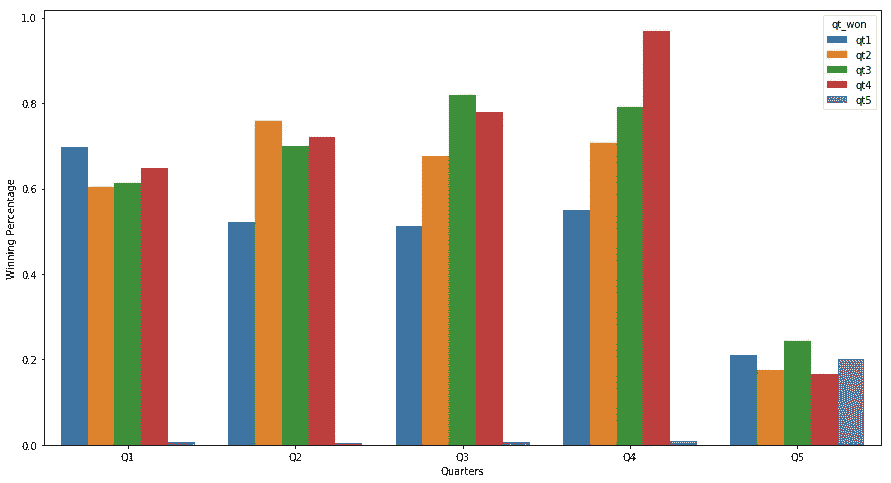 qt_won
qt1
qt2
qt3
qt4
qt5
Winning Percentage
1.0
0.8
0.6
0.4
0.2
0.0
Q1 Q2 Q3 Q4 Q5
Quarters